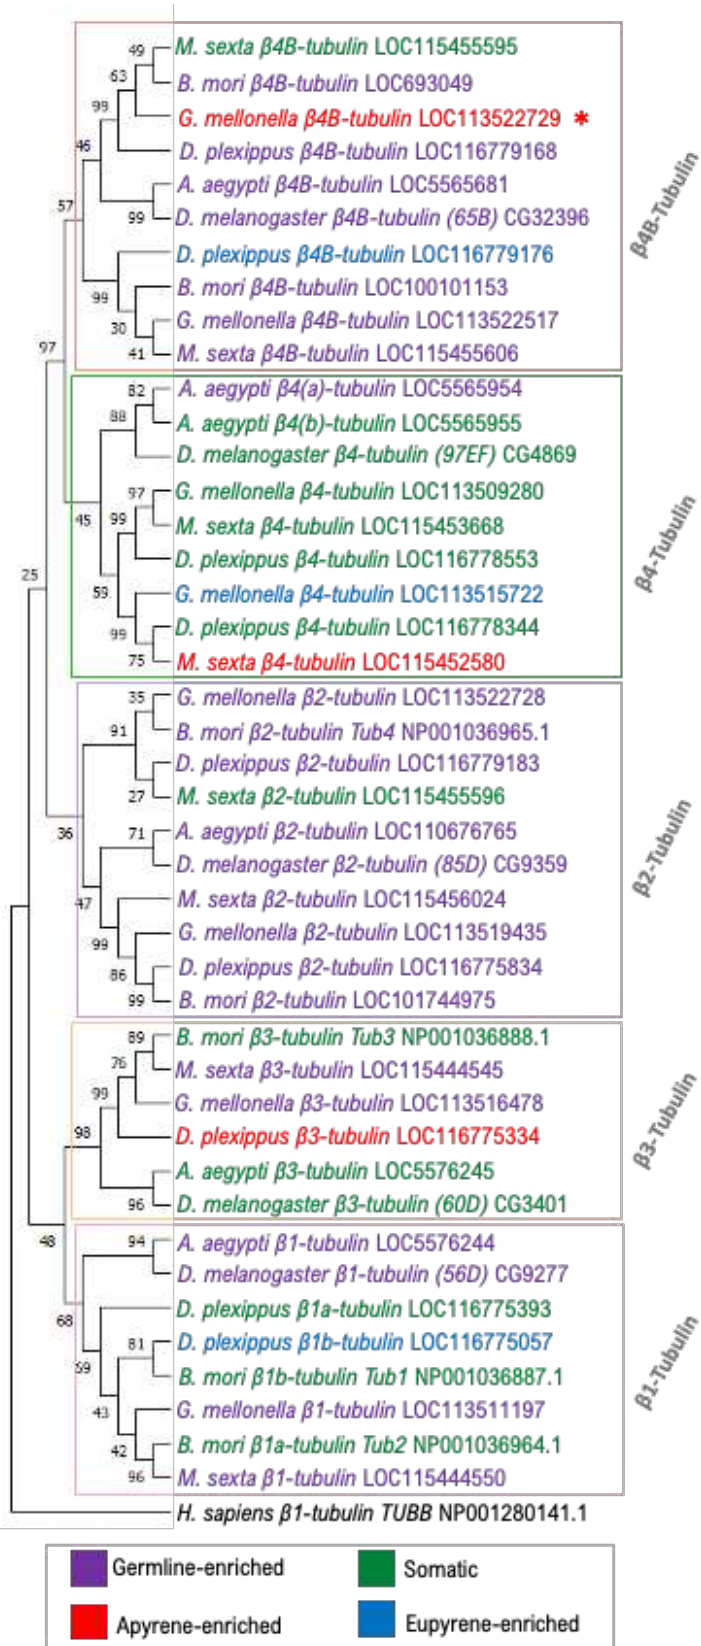 49
M. sexta β4B-tubulin LOC115455595
63
B. mori β4B-tubulin LOC693049
99
G. mellonella β4B-tubulin LOC113522729 *
46
D. plexippus β4B-tubulin LOC116779168
A. aegypti β4B-tubulin LOC5565681
57
99
D. melanogaster β4B-tubulin (65B) CG32396
β4B-Tubulin
D. plexippus β4B-tubulin LOC116779176
99
B. mori β4B-tubulin LOC100101153
30
G. mellonella β4B-tubulin LOC113522517
97
41
M. sexta β4B-tubulin LOC115455606
82
A. aegypti β4(a)-tubulin LOC5565954
88
A. aegypti β4(b)-tubulin LOC5565955
D. melanogaster β4-tubulin (97EF) CG4869
97
G. mellonella β4-tubulin LOC113509280
45
99
M. sexta β4-tubulin LOC115453668
β4-Tubulin
D. plexippus β4-tubulin LOC116778553
25
59
G. mellonella β4-tubulin LOC113515722
99
D. plexippus β4-tubulin LOC116778344
75
M. sexta β4-tubulin LOC115452580
35
G. mellonella β2-tubulin LOC113522728
91
B. mori β2-tubulin Tub4 NP001036965.1
D. plexippus β2-tubulin LOC116779183
27
M. sexta β2-tubulin LOC115455596
36
71
A. aegypti β2-tubulin LOC110676765
β2-Tubulin
D. melanogaster β2-tubulin (85D) CG9359
47
M. sexta β2-tubulin LOC115456024
99
G. mellonella β2-tubulin LOC113519435
86
D. plexippus β2-tubulin LOC116775834
99
B. mori β2-tubulin LOC101744975
89
B. mori β3-tubulin Tub3 NP001036888.1
76
M. sexta β3-tubulin LOC115444545
99
G. mellonella β3-tubulin LOC113516478
98
D. plexippus β3-tubulin LOC116775334
β3-Tubulin
A. aegypti β3-tubulin LOC5576245
96
D. melanogaster β3-tubulin (60D) CG3401
48
94
A. aegypti β1-tubulin LOC5576244
D. melanogaster β1-tubulin (56D) CG9277
68
D. plexippus β1a-tubulin LOC116775393
81
D. plexippus β1b-tubulin LOC116775057
59
B. mori β1b-tubulin Tub1 NP001036887.1
β1-Tubulin
43
G. mellonella β1-tubulin LOC113511197
42
B. mori β1a-tubulin Tub2 NP001036964.1
96
M. sexta β1-tubulin LOC115444550
H. sapiens β1-tubulin TUBB NP001280141.1
Germline-enriched
Somatic
Apyrene-enriched
Eupyrene-enriched